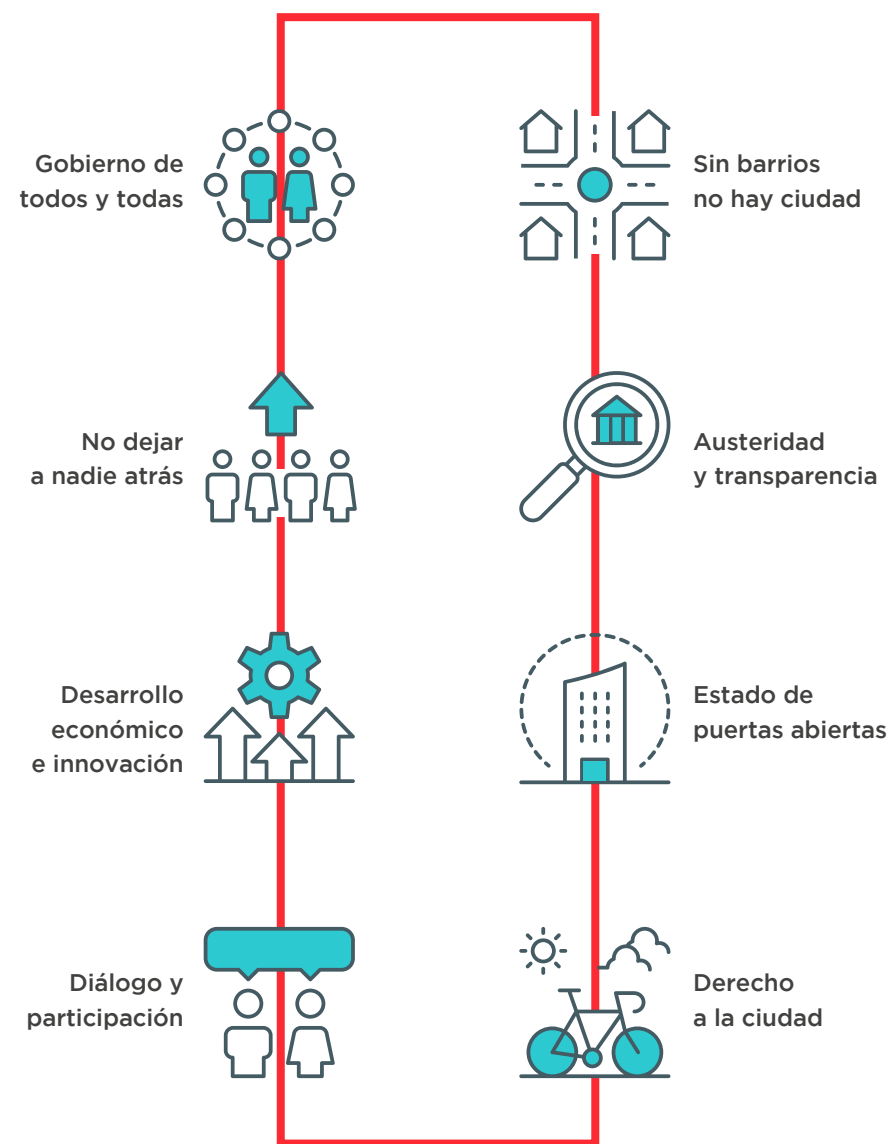 Gobierno de
todos y todas
No dejar
a nadie atrás
Desarrollo
económico
e innovación
Diálogo y
participación
Sin barrios
no hay ciudad
Austeridad
y transparencia
Estado de
puertas abiertas
Derecho
a la ciudad